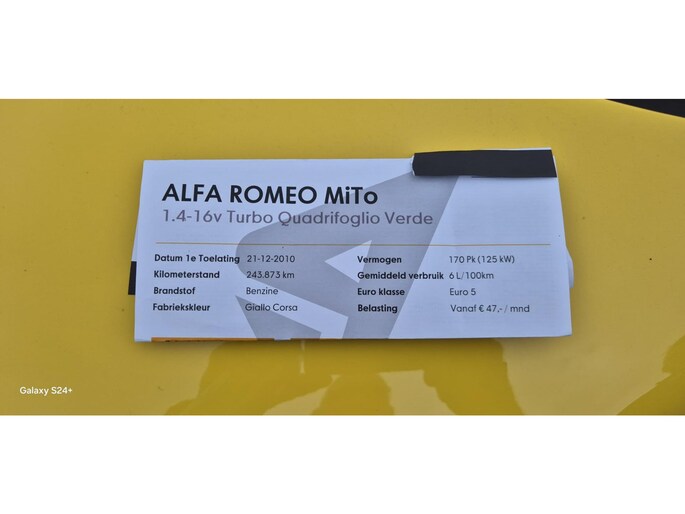 ALFA ROMEO MiTo
1.4-16v Turbo Quadrifoglio Verde
Datum 1e Toelating 21-12-2010 Vermogen 170 Pk (125 kW)
Kilometerstand 243.873 km Gemiddeld verbruik 6 L/100km
Brandstof Benzine Euro klasse Euro 5
Fabriekskleur Giallo Corsa Belasting Vanaf € 47,- / mnd
Galaxy S24+